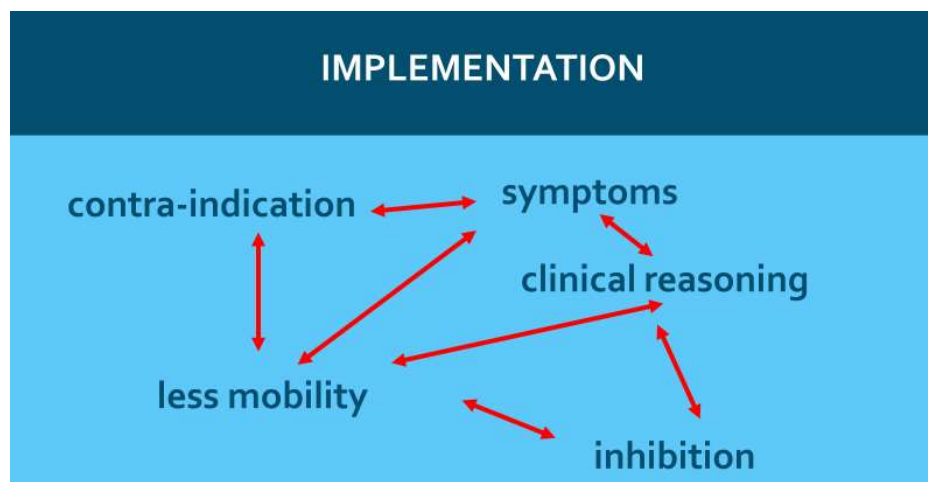 IMPLEMENTATION
contra-indication
symptoms
clinical reasoning
less mobility
inhibition